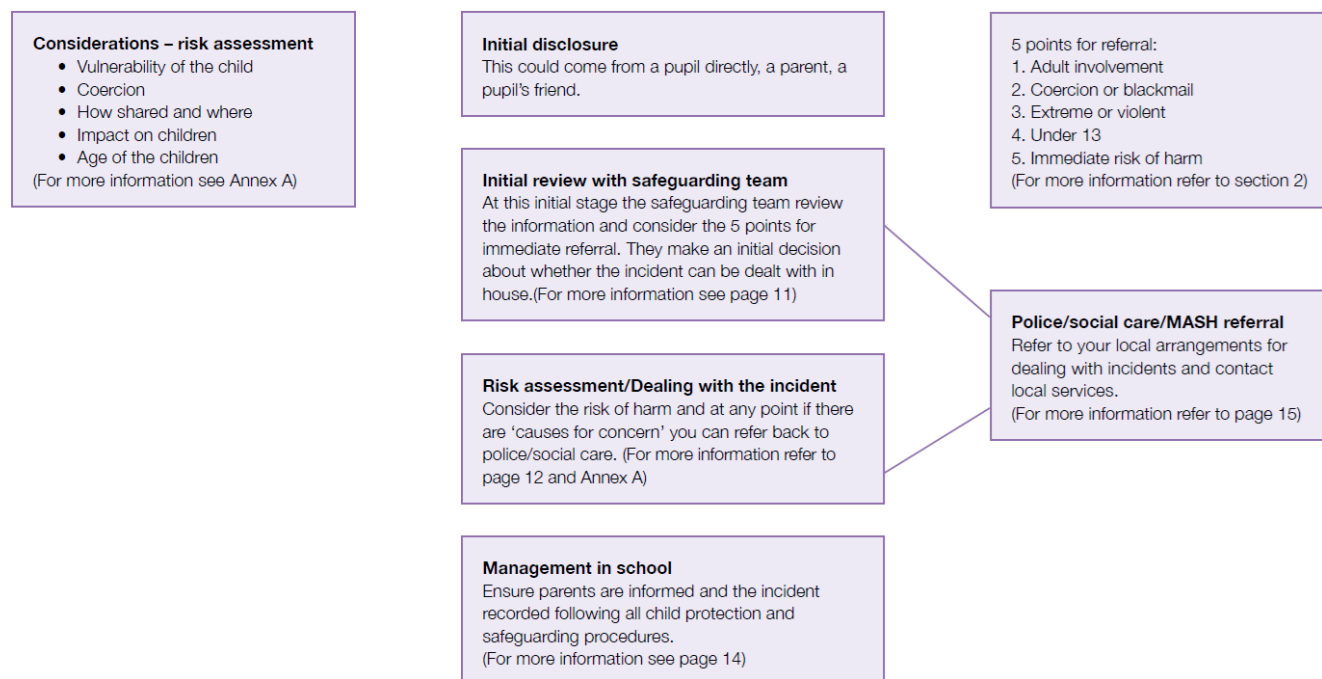 Considerations – risk assessment
• Vulnerability of the child
• Coercion
• How shared and where
• Impact on children
• Age of the children
(For more information see Annex A)
Initial disclosure
This could come from a pupil directly, a parent, a
pupil's friend.
Initial review with safeguarding team
At this initial stage the safeguarding team review
the information and consider the 5 points for
immediate referral. They make an initial decision
about whether the incident can be dealt with in
house.(For more information see page 11)
Risk assessment/Dealing with the incident
Consider the risk of harm and at any point if there
are 'causes for concern' you can refer back to
police/social care. (For more information refer to
page 12 and Annex A)
Management in school
Ensure parents are informed and the incident
recorded following all child protection and
safeguarding procedures.
(For more information see page 14)
5 points for referral:
1. Adult involvement
2. Coercion or blackmail
3. Extreme or violent
4. Under 13
5. Immediate risk of harm
(For more information refer to section 2)
Police/social care/MASH referral
Refer to your local arrangements for
dealing with incidents and contact
local services.
(For more information refer to page 15)